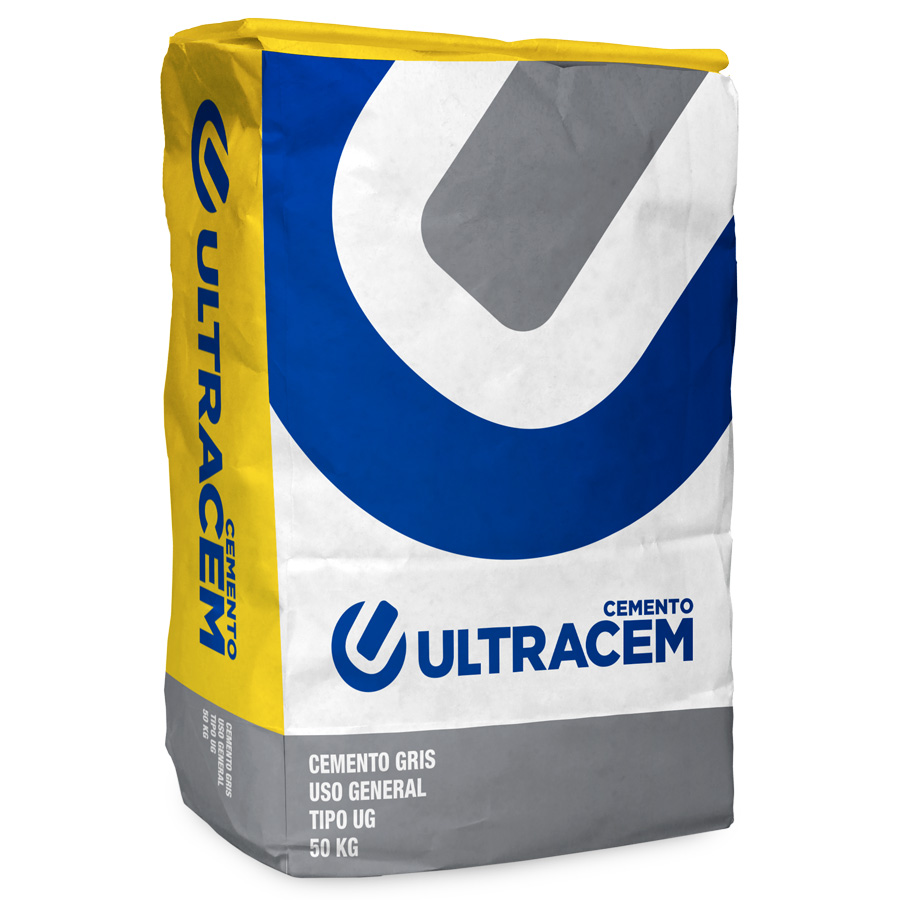 CEMENTO
ULTRACEM
CEMENTO GRIS
USO GENERAL
TIPO UG
50 KG
CEMENTO
ULTRACEM
CEMENTO GRIS
USO GENERAL
TIPO UG
50 KG